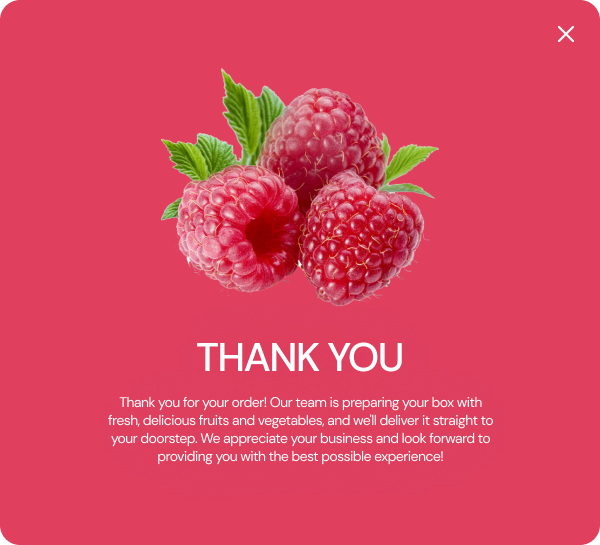 THANK YOU
Thank you for your order! Our team is preparing your box with
fresh, delicious fruits and vegetables, and we'll deliver it straight to
your doorstep. We appreciate your business and look forward to
providing you with the best possible experience!